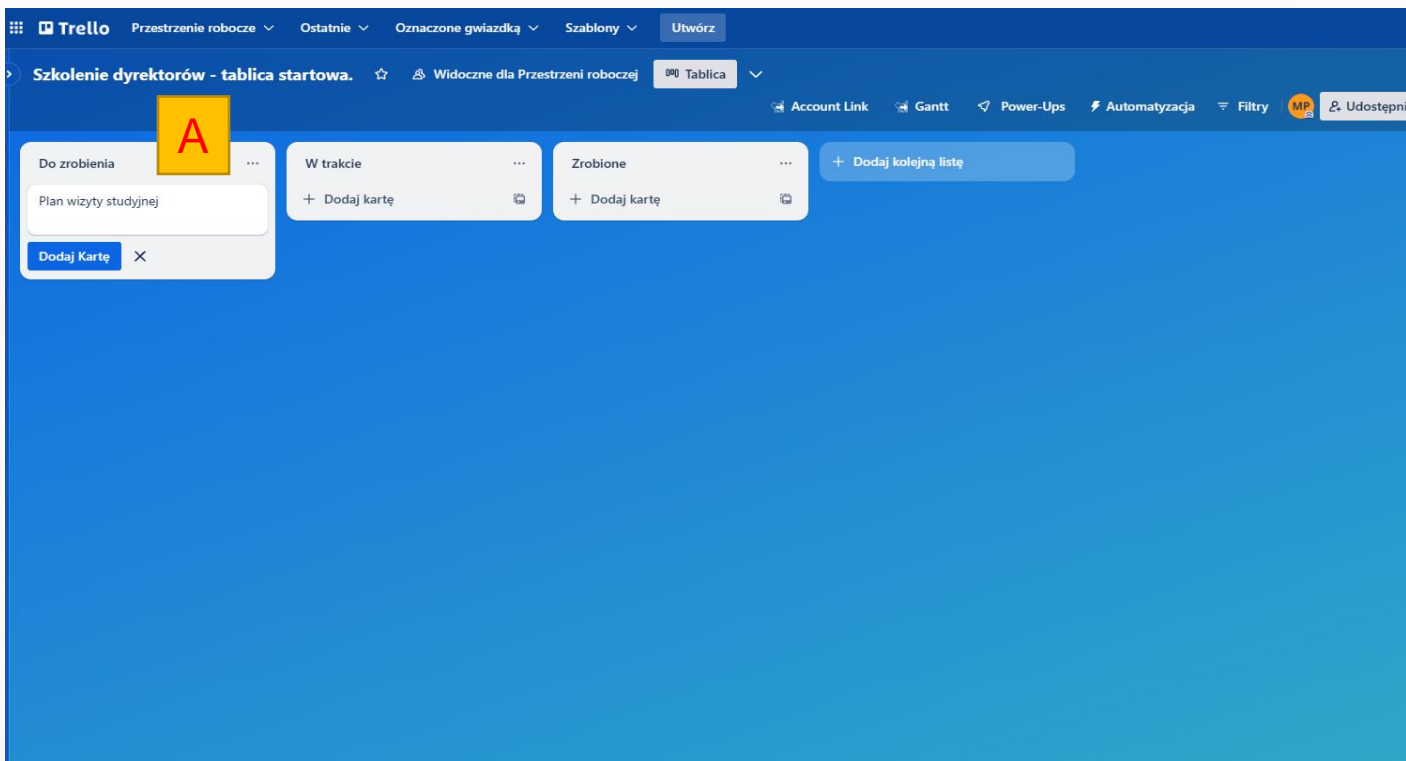 Trello Przestrzenie robocze Ostatnie Oznaczone gwiazdką Szablony Utwórz
Szkolenie dyrektorów - tablica startowa. Widoczne dla Przestrzeni roboczej Tablica
Account Link Gantt Power-Ups Automatyzacja Filtry MP Udostępni
A
Do zrobienia ... W trakcie ... Zrobione ... + Dodaj kolejną listę
Plan wizyty studyjnej + Dodaj kartę + Dodaj kartę
Dodaj Kartę